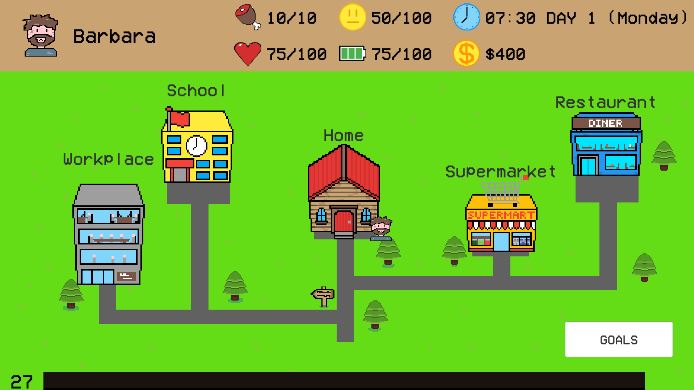 Barbara
10/10 50/100 07:30 DAY 1 (Monday)
75/100 75/100 $400
School
Restaurant
DINER
Home
Workplace
Supermarket
SUPERMART
GOALS
27